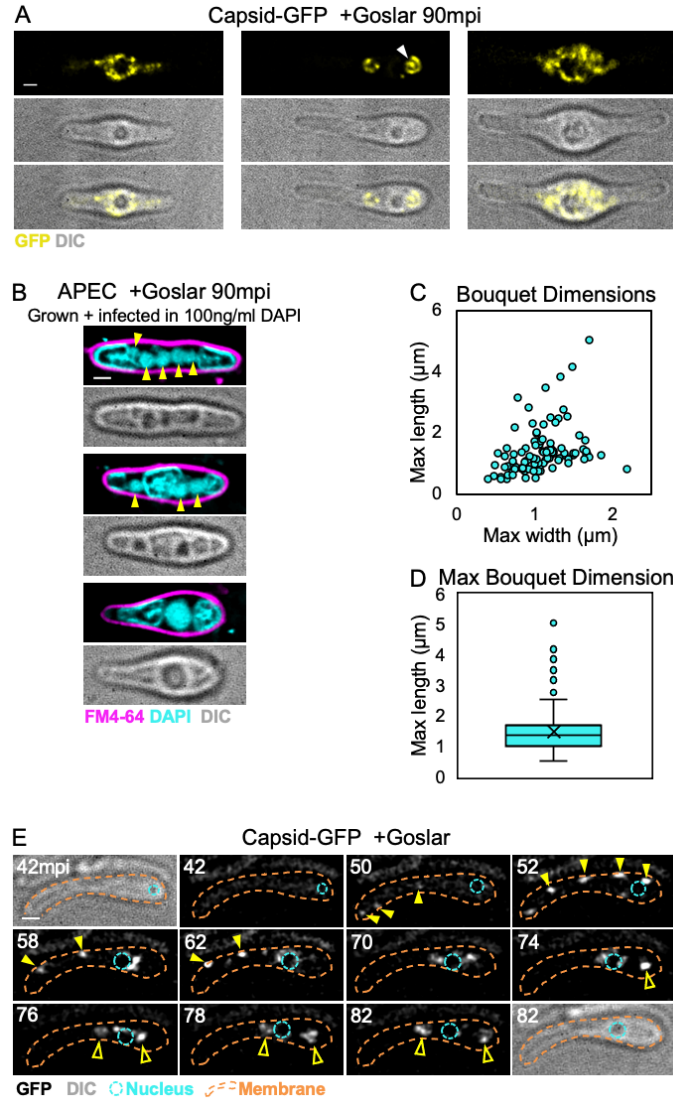 A
Capsid-GFP +Goslar 90mpi
GFP DIC
B
APEC +Goslar 90mpi
Grown + infected in 100ng/ml DAPI
FM4-64 DAPI DIC
C
Bouquet Dimensions
Max length (µm)
6
4
2
0
0 1 2
Max width (µm)
D
Max Bouquet Dimension
Max length (µm)
6
5
4
3
2
1
0
E
Capsid-GFP +Goslar
42mpi 42 50 52
58 62 70 74
76 78 82 82
GFP DIC Nucleus Membrane